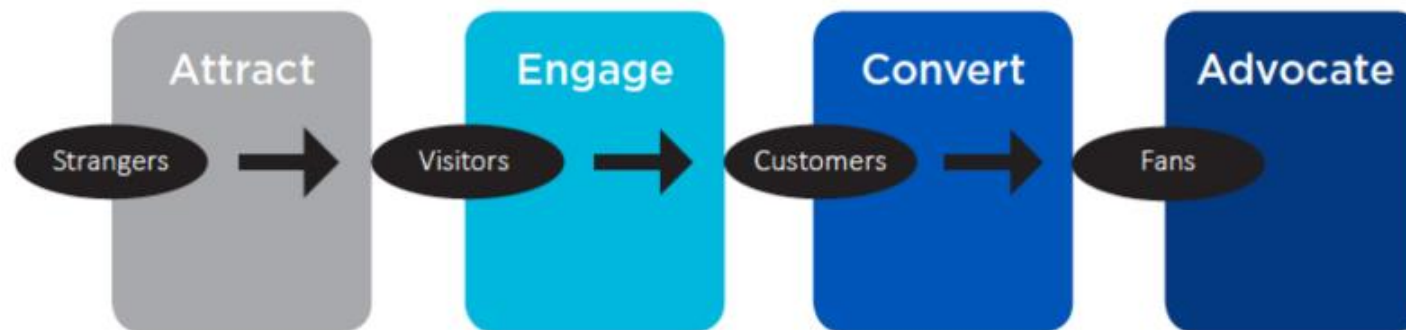 Attract
Engage
Convert
Advocate
Strangers
Visitors
Customers
Fans